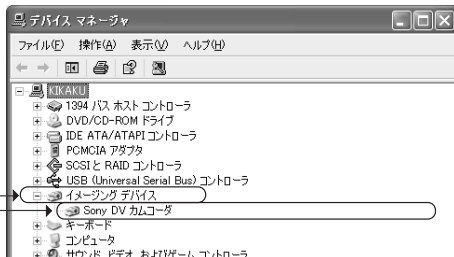 デバイス マネージャ
ファイル(F) 操作(A) 表示(V) ヘルプ(H)
KIKAKU
1394 バス ホスト コントローラ
DVD/CD-ROM ドライブ
IDE ATA/ATAPI コントローラ
PCMCIA アダプタ
SCSI と RAID コントローラ
USB (Universal Serial Bus) コントローラ
イメージング デバイス
Sony DV カムコーダ
キーボード
コンピュータ
サウンド、ビデオ、およびゲーム コントローラ